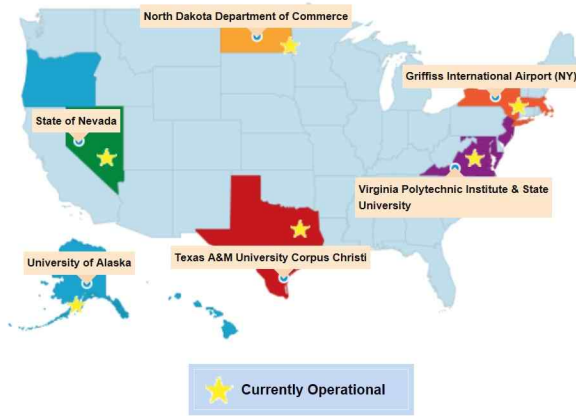 North Dakota Department of Commerce
Griffiss International Airport (NY)
State of Nevada
Virginia Polytechnic Institute & State
University
Texas A&M University Corpus Christi
University of Alaska
Currently Operational